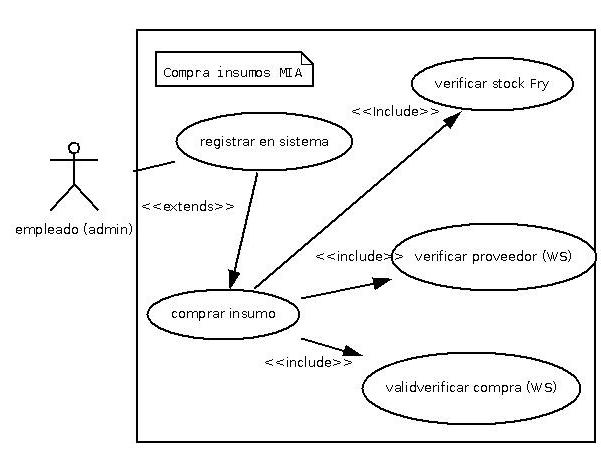 Compra insumos MIA
verificar stock Fry
<<Include>>
registrar en sistema
<<extends>>
empleado (admin)
<<include>>
verificar proveedor (WS)
comprar insumo
<<include>>
validverificar compra (WS)